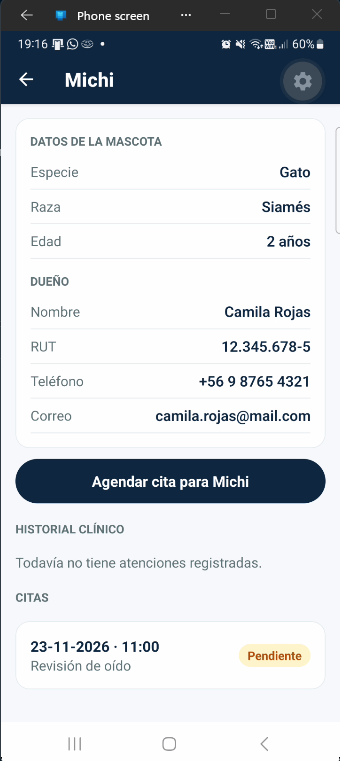 Phone screen
19:16
60%
Michi
DATOS DE LA MASCOTA
Especie Gato
Raza Siamés
Edad 2 años
DUEÑO
Nombre Camila Rojas
RUT 12.345.678-5
Teléfono +56 9 8765 4321
Correo camila.rojas@mail.com
Agendar cita para Michi
HISTORIAL CLÍNICO
Todavía no tiene atenciones registradas.
CITAS
23-11-2026 · 11:00
Pendiente
Revisión de oído